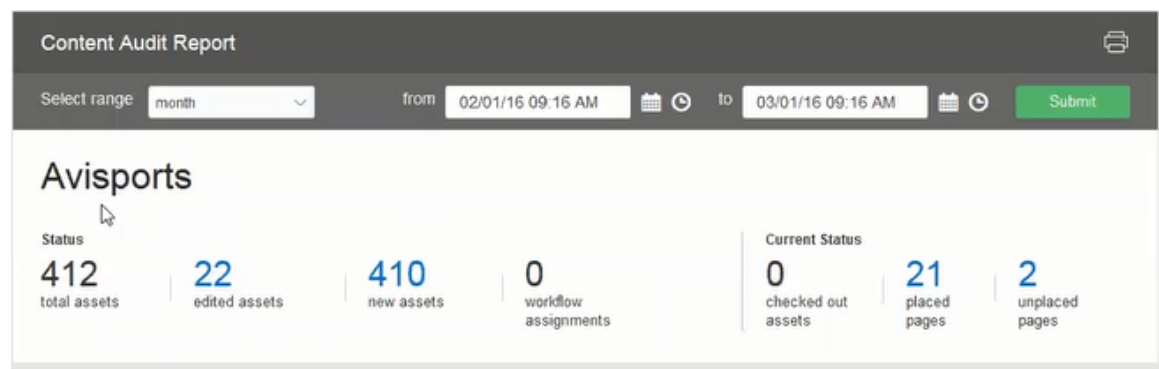 Content Audit Report
Select range month from 02/01/16 09:16 AM to 03/01/16 09:16 AM Submit
Avisports
Status Current Status
412 22 410 0 0 21 2
total assets edited assets new assets workflow assignments checked out assets placed pages unplaced pages